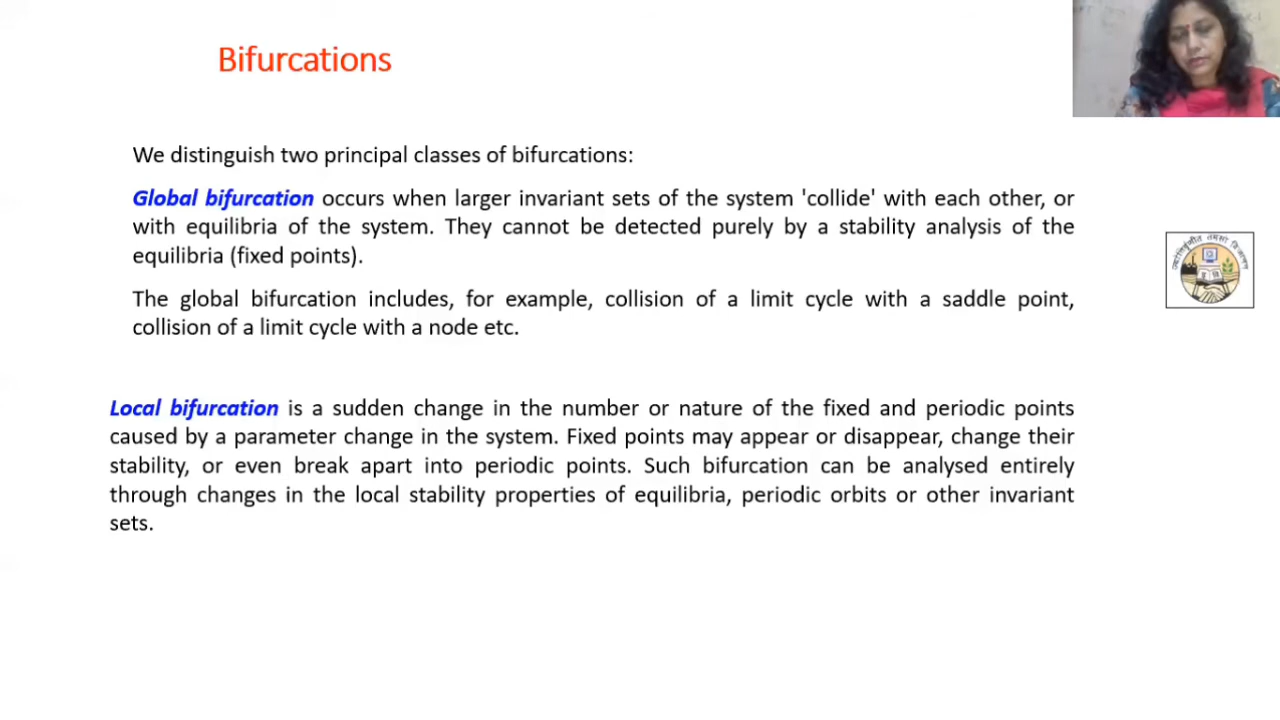 Bifurcations
We distinguish two principal classes of bifurcations:
Global bifurcation occurs when larger invariant sets of the system 'collide' with each other, or
with equilibria of the system. They cannot be detected purely by a stability analysis of the
equilibria (fixed points).
The global bifurcation includes, for example, collision of a limit cycle with a saddle point,
collision of a limit cycle with a node etc.
Local bifurcation is a sudden change in the number or nature of the fixed and periodic points
caused by a parameter change in the system. Fixed points may appear or disappear, change their
stability, or even break apart into periodic points. Such bifurcation can be analysed entirely
through changes in the local stability properties of equilibria, periodic orbits or other invariant
sets.